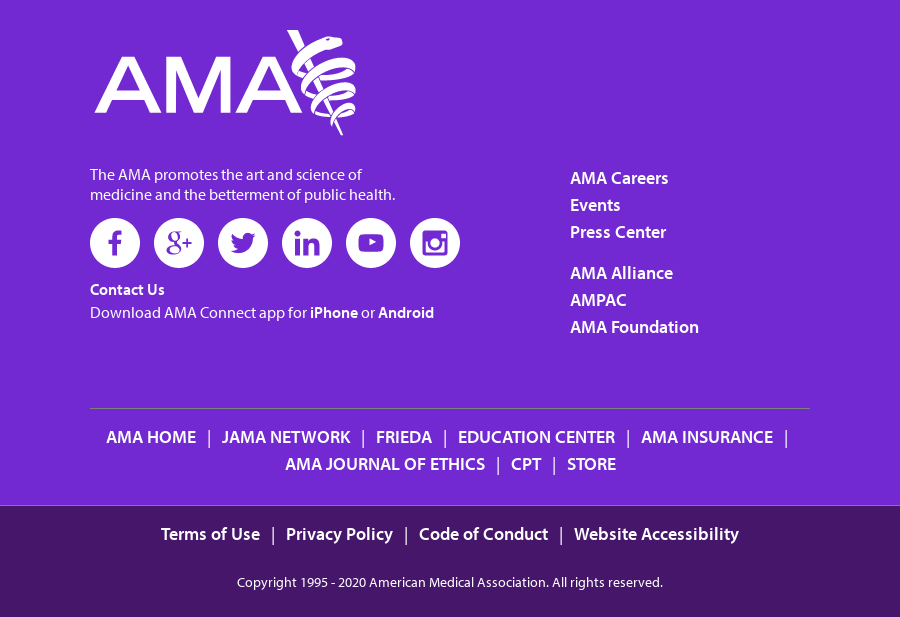 AMA
The AMA promotes the art and science of
medicine and the betterment of public health.
Contact Us
Download AMA Connect app for iPhone or Android
AMA Careers
Events
Press Center
AMA Alliance
AMPAC
AMA Foundation
AMA HOME | JAMA NETWORK | FRIEDA | EDUCATION CENTER | AMA INSURANCE |
AMA JOURNAL OF ETHICS | CPT | STORE
Terms of Use | Privacy Policy | Code of Conduct | Website Accessibility
Copyright 1995 - 2020 American Medical Association. All rights reserved.